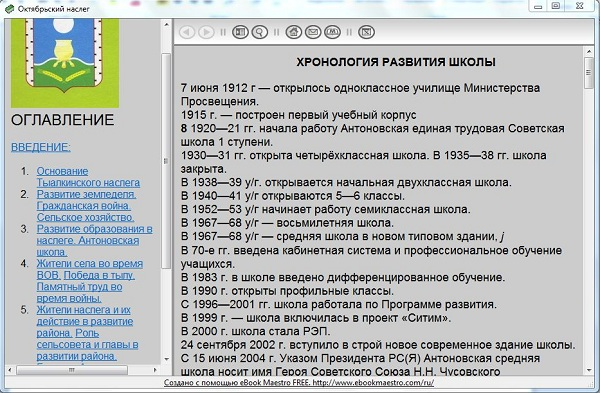 Октябрьский наслег
ОГЛАВЛЕНИЕ
ВВЕДЕНИЕ:
1. Основание
Тыалкинского наслега
2. Развитие земледеля.
Гражданская война.
Сельское хозяйство.
3. Развитие образования в
наслеге. Антоновская
школа.
4. Жители села во время
ВОВ. Победа в тылу.
Памятный труд во
время войны.
5. Жители наслега и их
действие в развитие
района. Роль
сельсовета и главы в
развитии района.
ХРОНОЛОГИЯ РАЗВИТИЯ ШКОЛЫ
7 июня 1912 г — открылось одноклассное училище Министерства
Просвещения.
1915 г. — построен первый учебный корпус
8 1920—21 гг. начала работу Антоновская единая трудовая Советская
школа 1 ступени.
1930—31 гг. открыта четырёхклассная школа. В 1935—38 гг. школа
закрыта.
В 1938—39 у/г. открывается начальная двухклассная школа.
В 1940—41 у/г открываются 5—6 классы.
В 1952—53 у/г начинает работу семиклассная школа.
В 1967—68 у/г — восьмилетняя школа.
В 1967—68 у/г — средняя школа в новом типовом здании, j
В 70-е гг. введена кабинетная система и профессиональное обучение
учащихся.
В 1983 г. в школе введено дифференцированное обучение.
В 1990 г. открыты профильные классы.
С 1996—2001 гг. школа работала по Программе развития.
В 1999 г. — школа включилась в проект «Ситим».
В 2000 г. школа стала РЭП.
24 сентября 2002 г. вступило в строй новое современное здание школы.
С 15 июня 2004 г. Указом Президента РС(Я) Антоновская средняя
школа носит имя Героя Советского Союза Н.Н. Чусовского
Создано с помощью eBook Maestro FREE. http://www.ebookmaestro.com/ru/